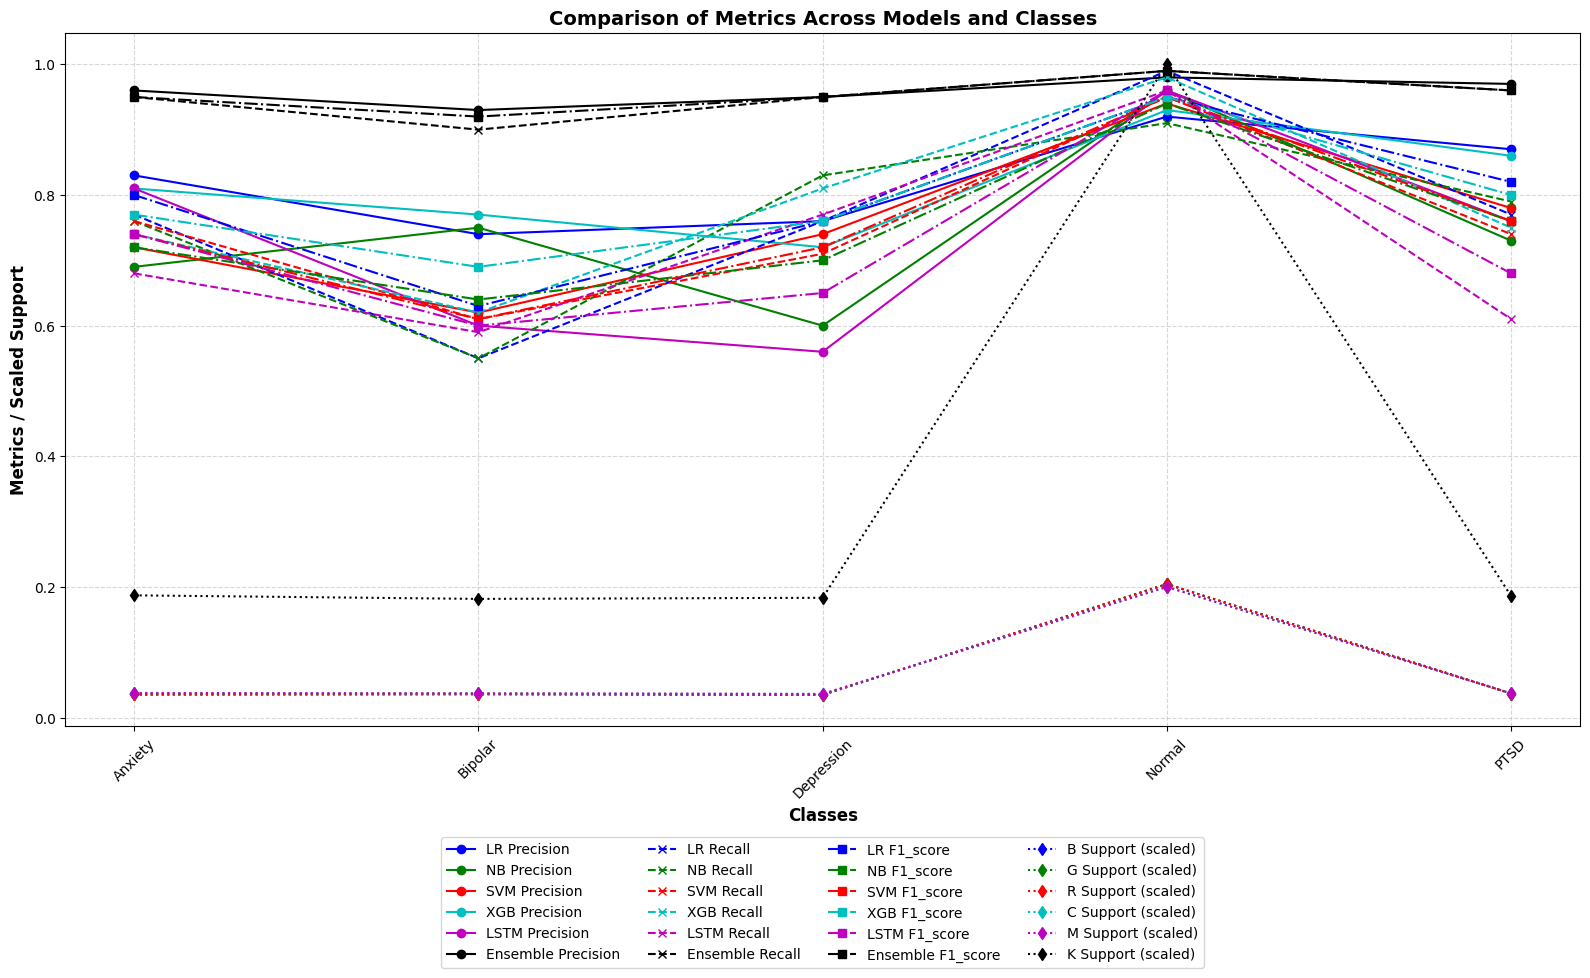 Comparison of Metrics Across Models and Classes
Metrics / Scaled Support
1.0
0.8
0.6
0.4
0.2
0.0
Anxiety
Bipolar
Depression
Normal
PTSD
Classes
LR Precision
NB Precision
SVM Precision
XGB Precision
LSTM Precision
Ensemble Precision
LR Recall
NB Recall
SVM Recall
XGB Recall
LSTM Recall
Ensemble Recall
LR F1_score
NB F1_score
SVM F1_score
XGB F1_score
LSTM F1_score
Ensemble F1_score
B Support (scaled)
G Support (scaled)
R Support (scaled)
C Support (scaled)
M Support (scaled)
K Support (scaled)